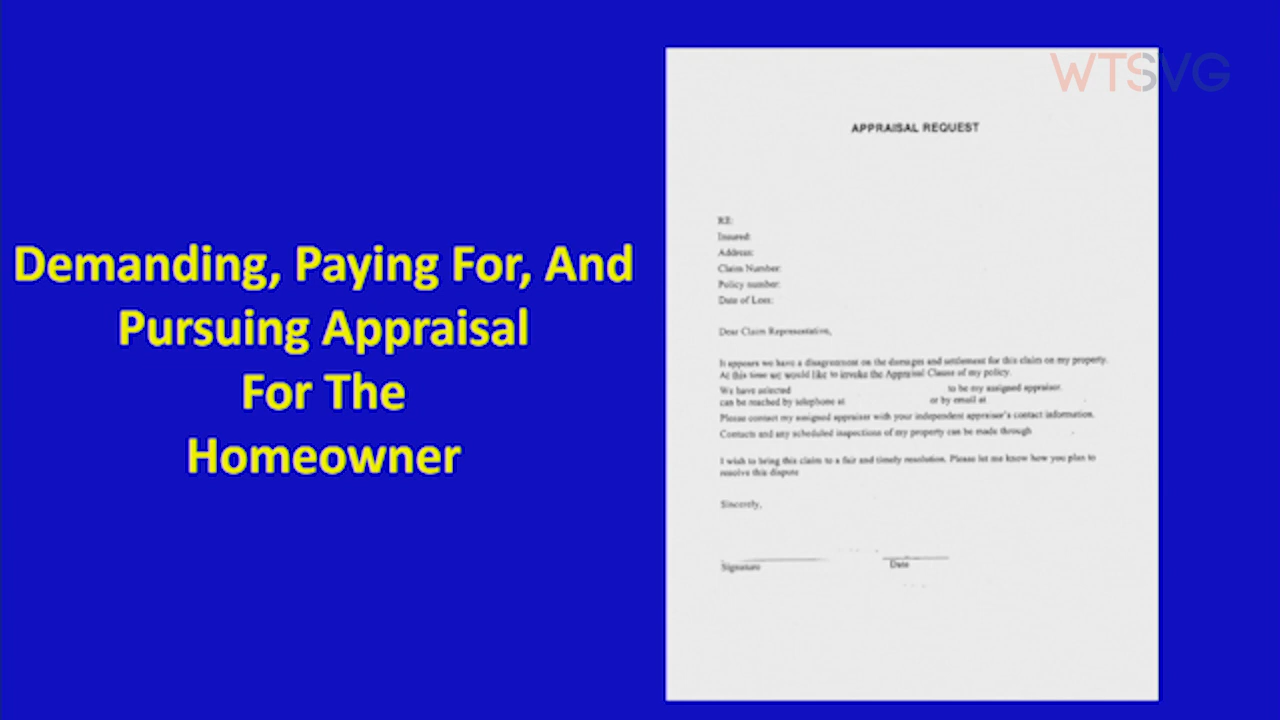 WTSVG
Demanding, Paying For, And
Pursuing Appraisal
For The
Homeowner
APPRAISAL REQUEST
RE:
Insured:
Address:
Claim Number:
Policy number:
Date of Loss:
Dear Claim Representative,
It appears we have a disagreement on the damages and settlement for this claim on my property.
At this time we would like to invoke the Appraisal Clause of my policy.
We have selected to be my assigned appraiser.
can be reached by telephone at or by email at
Please contact my assigned appraiser with your independent appraiser's contact information.
Contacts and any scheduled inspections of my property can be made through
I wish to bring this claim to a fair and timely resolution. Please let me know how you plan to
resolve this dispute
Sincerely,
Signature Date